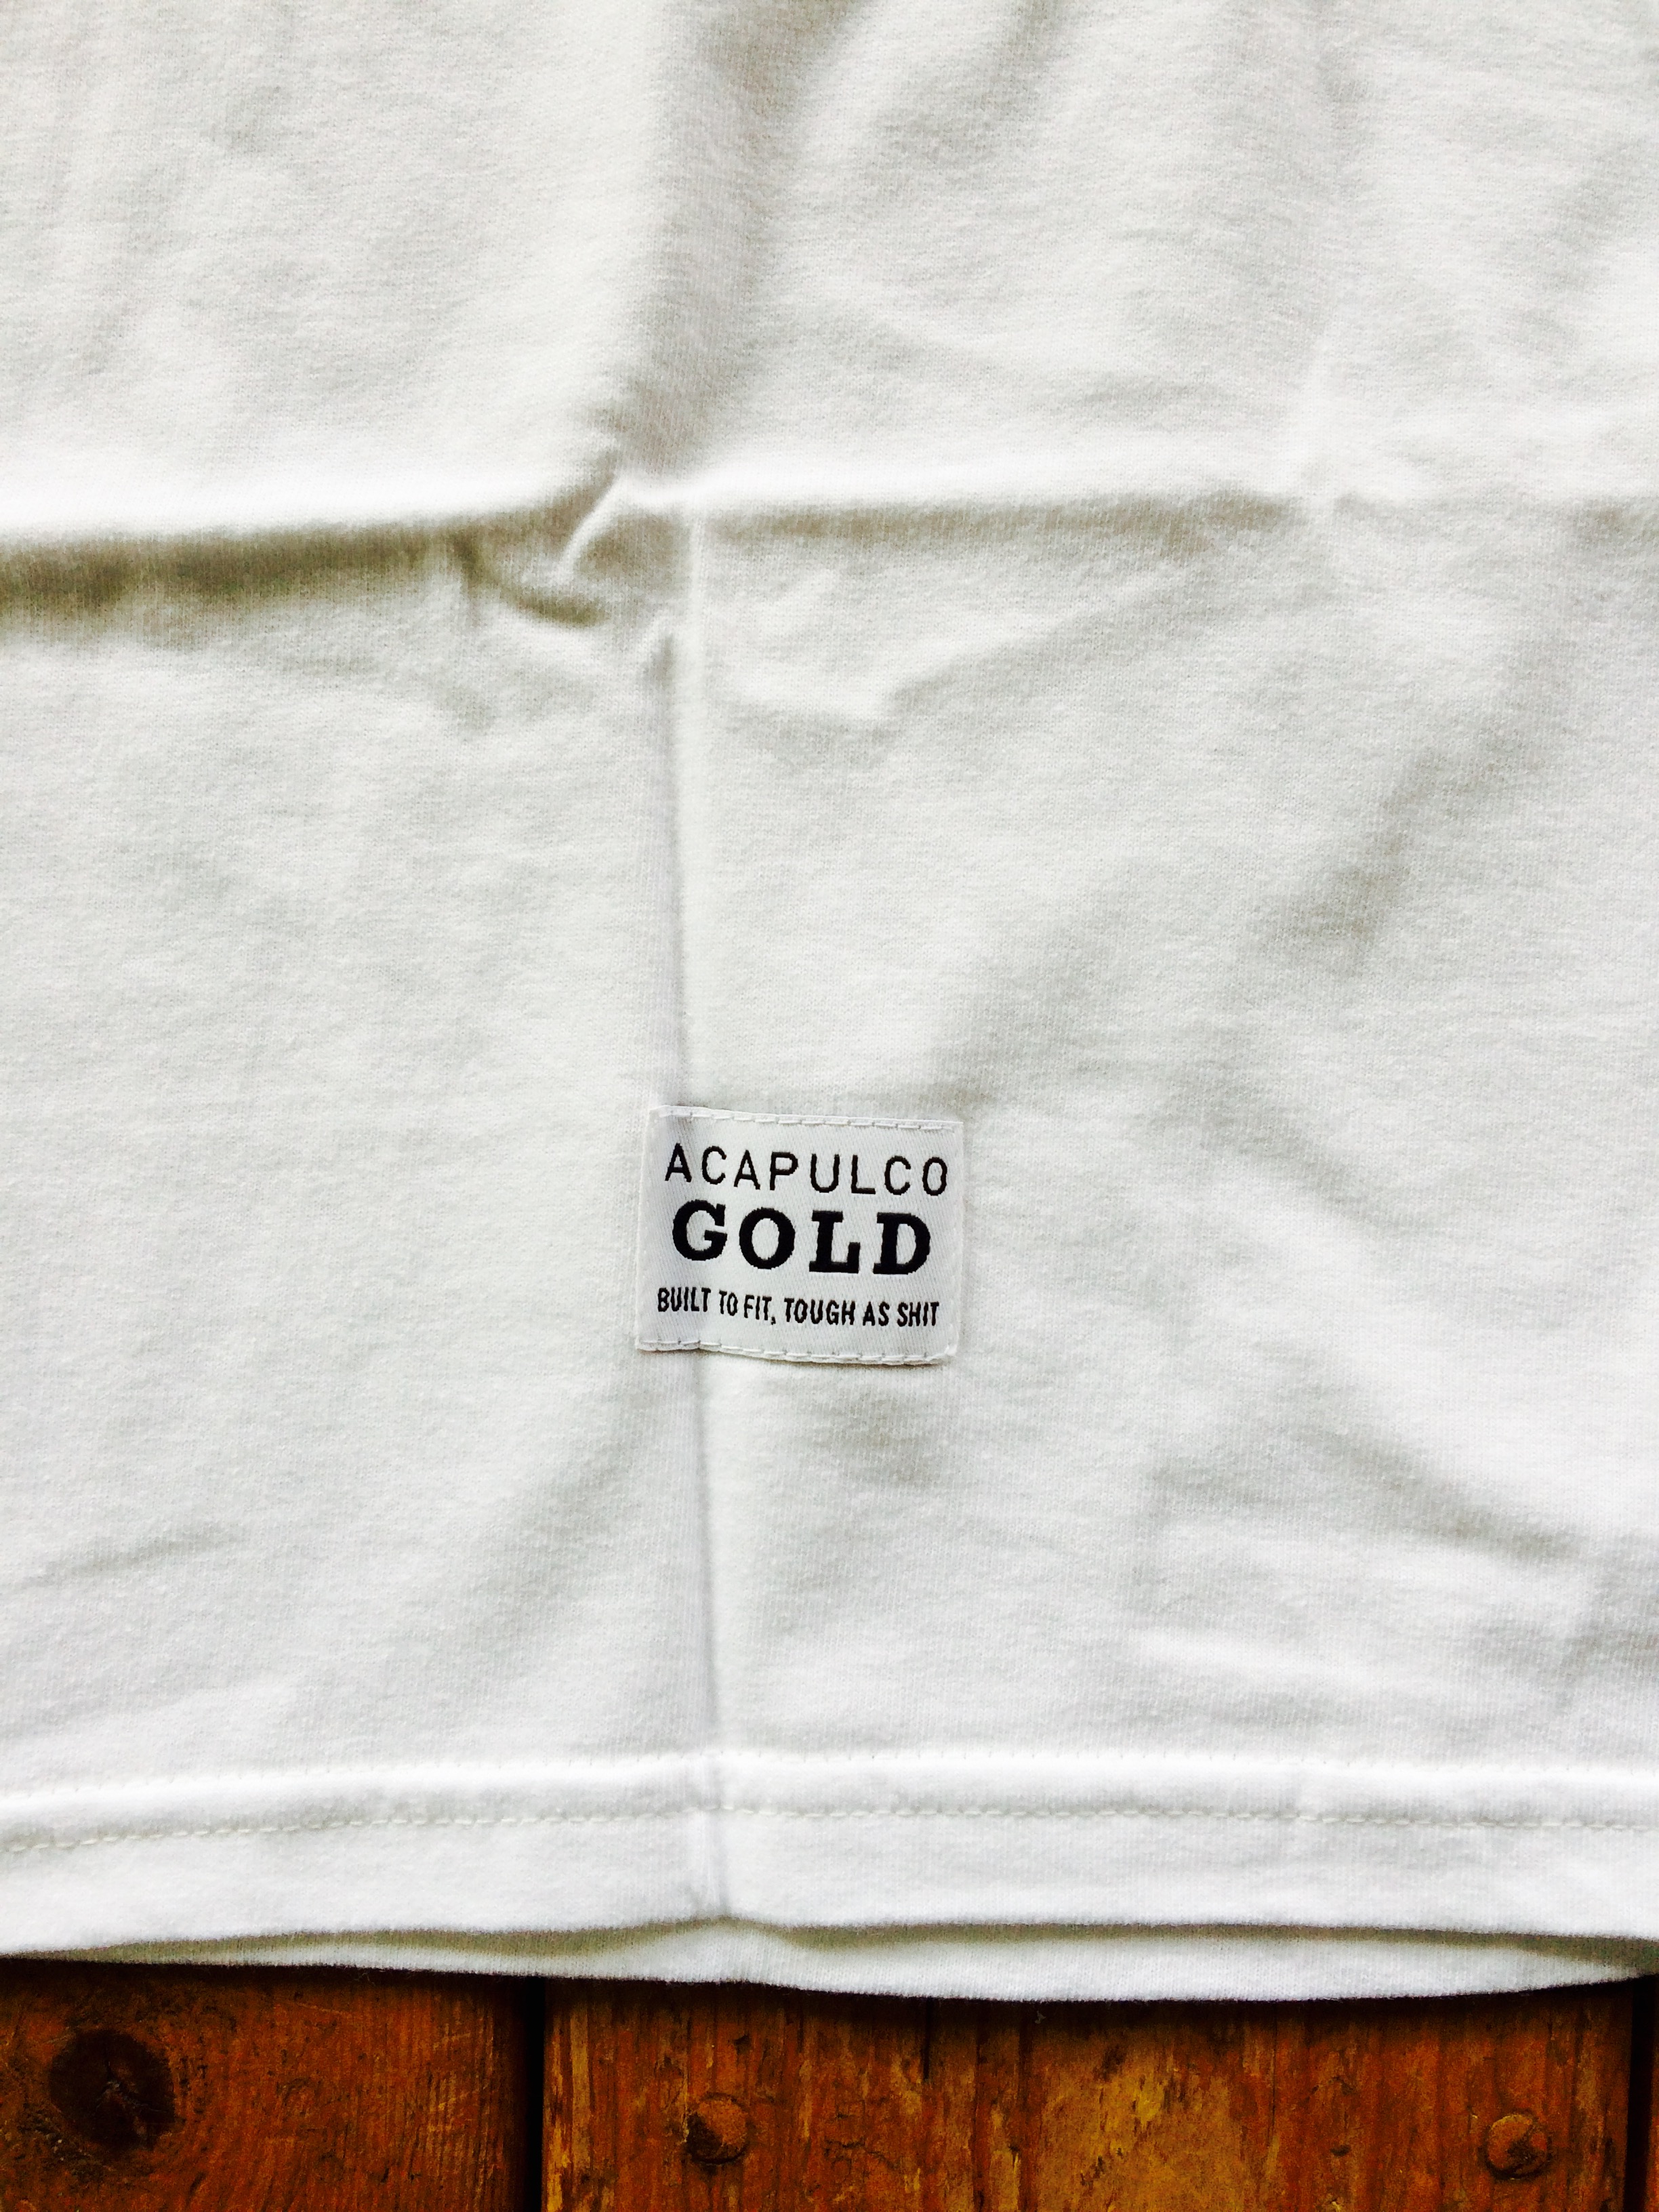 ACAPULCO
GOLD
BUILT TO FIT, TOUGH AS SHIT